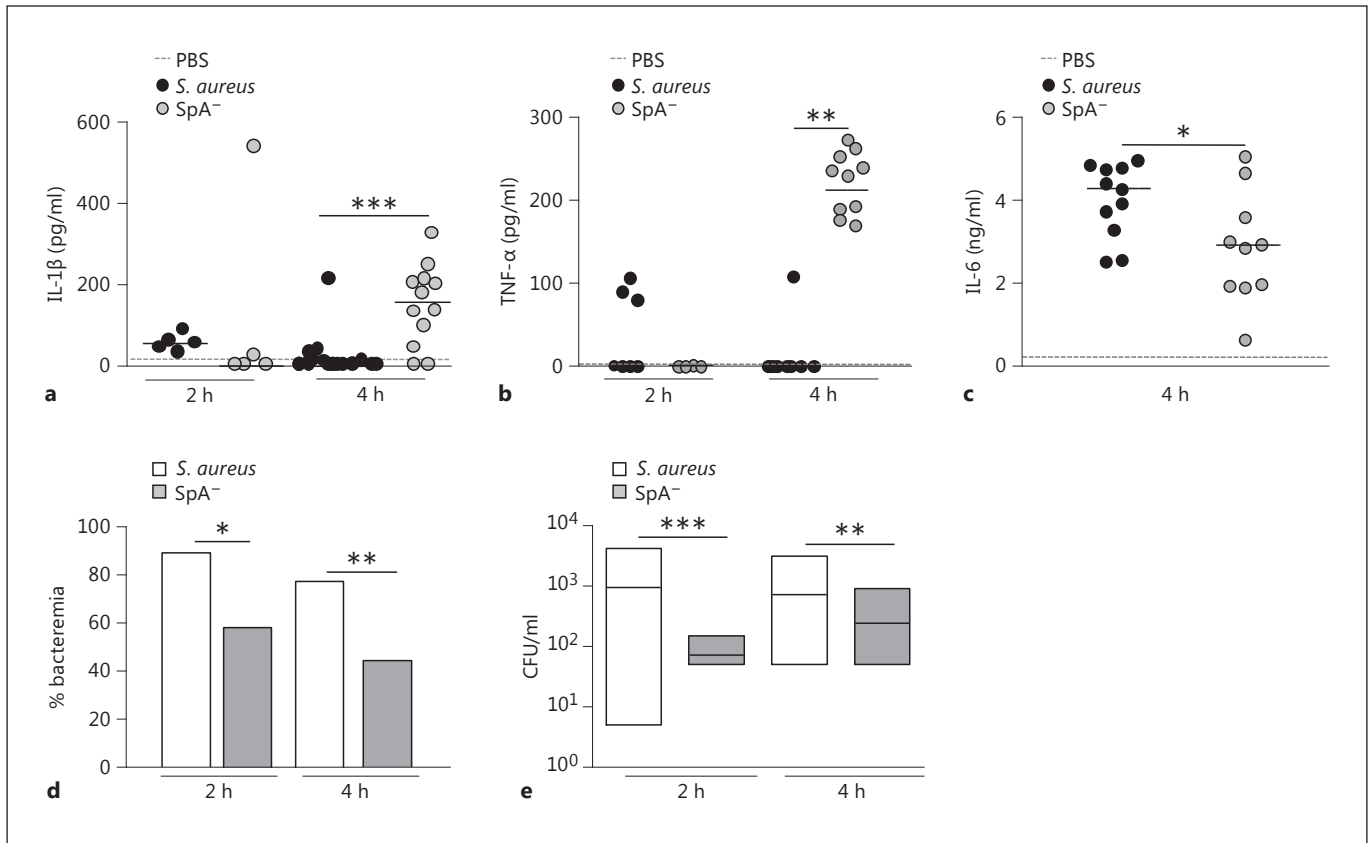 PBS
S. aureus
SpA⁻
IL-1β (pg/ml)
600
400
200
0
***
2 h
4 h
a
PBS
S. aureus
SpA⁻
TNF-α (pg/ml)
300
200
100
0
**
2 h
4 h
b
PBS
S. aureus
SpA⁻
IL-6 (ng/ml)
6
4
2
0
*
4 h
c
S. aureus
SpA⁻
% bacteremia
100
80
60
40
20
0
*
**
2 h
4 h
d
S. aureus
SpA⁻
CFU/ml
10⁴
10³
10²
10¹
10⁰
***
**
2 h
4 h
e